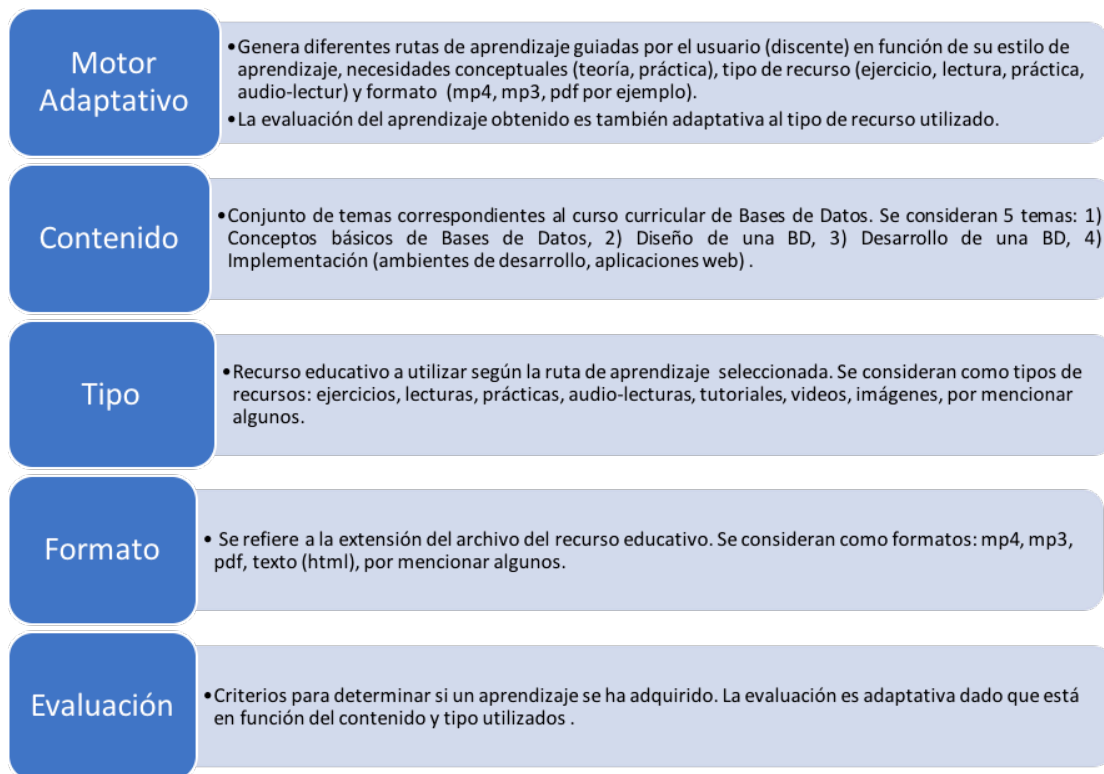 Motor
Adaptativo
•Genera diferentes rutas de aprendizaje guiadas por el usuario (discente) en función de su estilo de
aprendizaje, necesidades conceptuales (teoría, práctica), tipo de recurso (ejercicio, lectura, práctica,
audio-lectur) y formato (mp4, mp3, pdf por ejemplo).
•La evaluación del aprendizaje obtenido es también adaptativa al tipo de recurso utilizado.
Contenido
•Conjunto de temas correspondientes al curso curricular de Bases de Datos. Se consideran 5 temas: 1)
Conceptos básicos de Bases de Datos, 2) Diseño de una BD, 3) Desarrollo de una BD, 4)
Implementación (ambientes de desarrollo, aplicaciones web) .
Tipo
•Recurso educativo a utilizar según la ruta de aprendizaje seleccionada. Se consideran como tipos de
recursos: ejercicios, lecturas, prácticas, audio-lecturas, tutoriales, videos, imágenes, por mencionar
algunos.
Formato
• Se refiere a la extensión del archivo del recurso educativo. Se consideran como formatos: mp4, mp3,
pdf, texto (html), por mencionar algunos.
Evaluación
•Criterios para determinar si un aprendizaje se ha adquirido. La evaluación es adaptativa dado que está
en función del contenido y tipo utilizados .